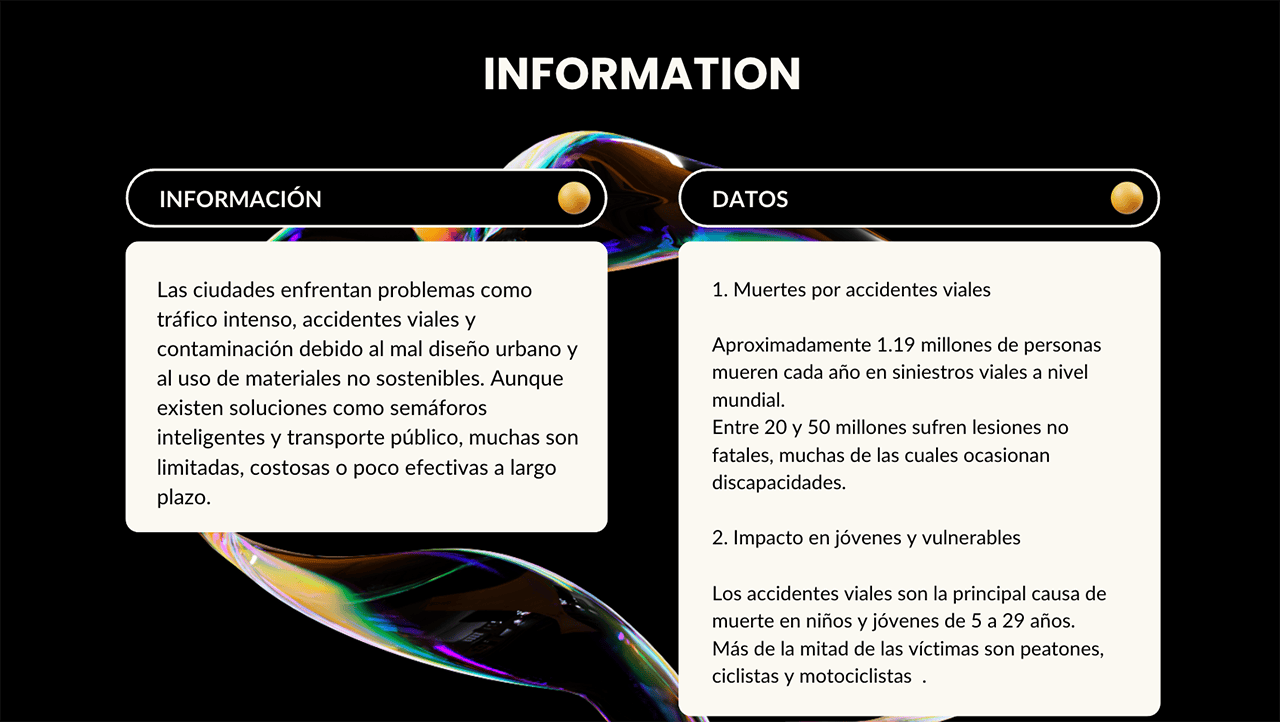 INFORMATION
INFORMACIÓN
Las ciudades enfrentan problemas como
tráfico intenso, accidentes viales y
contaminación debido al mal diseño urbano y
al uso de materiales no sostenibles. Aunque
existen soluciones como semáforos
inteligentes y transporte público, muchas son
limitadas, costosas o poco efectivas a largo
plazo.
DATOS
1. Muertes por accidentes viales
Aproximadamente 1.19 millones de personas
mueren cada año en siniestros viales a nivel
mundial.
Entre 20 y 50 millones sufren lesiones no
fatales, muchas de las cuales ocasionan
discapacidades.
2. Impacto en jóvenes y vulnerables
Los accidentes viales son la principal causa de
muerte en niños y jóvenes de 5 a 29 años.
Más de la mitad de las víctimas son peatones,
ciclistas y motociclistas  .